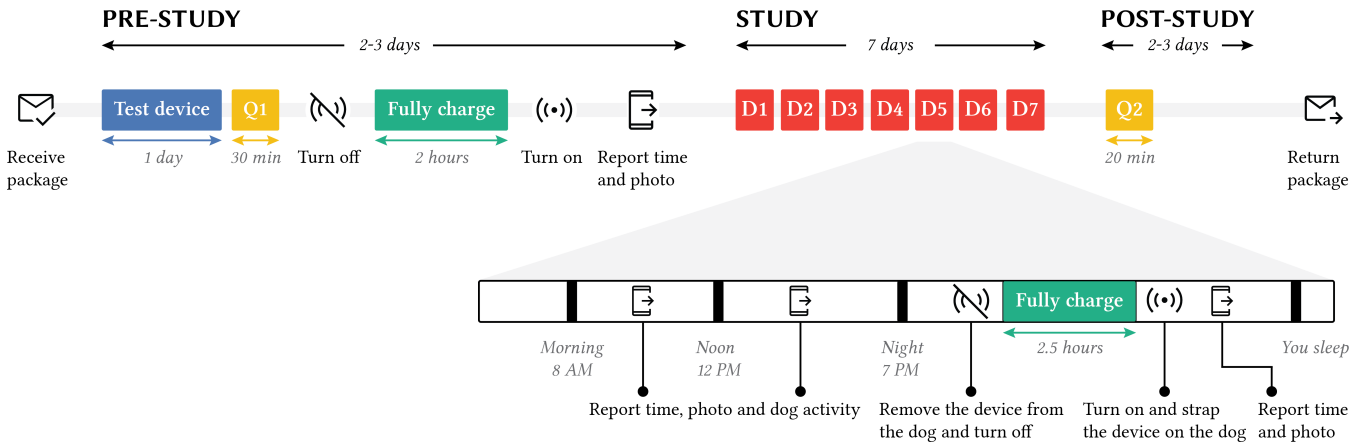 PRE-STUDY
STUDY
POST-STUDY
2-3 days
7 days
2-3 days
Test device
Q1
Fully charge
D1
D2
D3
D4
D5
D6
D7
Q2
Receive
package
1 day
30 min
Turn off
2 hours
Turn on
Report time
and photo
20 min
Return
package
Fully charge
Morning
8 AM
Noon
12 PM
Night
7 PM
2.5 hours
You sleep
Report time, photo and dog activity
Remove the device from
the dog and turn off
Turn on and strap
the device on the dog
Report time
and photo